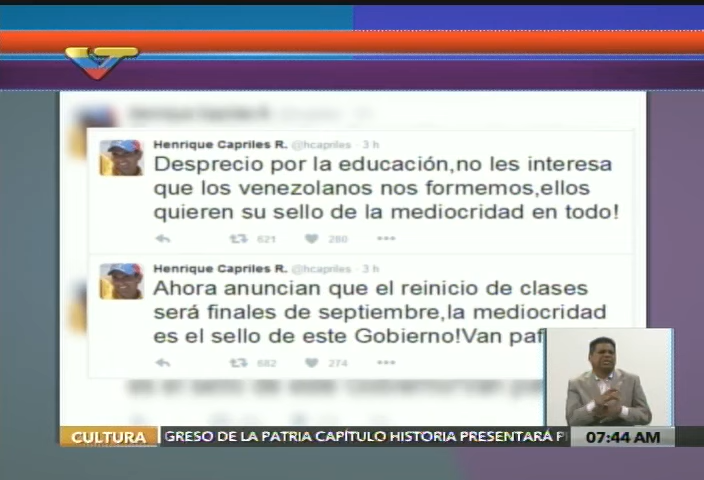 Henrique Capriles R. @hcapriles · 3 h
Desprecio por la educación,no les interesa
que los venezolanos nos formemos,ellos
quieren su sello de la mediocridad en todo!
621 280
Henrique Capriles R. @hcapriles · 3 h
Ahora anuncian que el reinicio de clases
será finales de septiembre,la mediocridad
es el sello de este Gobierno!Van
682 274
CULTURA GRESO DE LA PATRIA CAPÍTULO HISTORIA PRESENTARÁ 07:44 AM